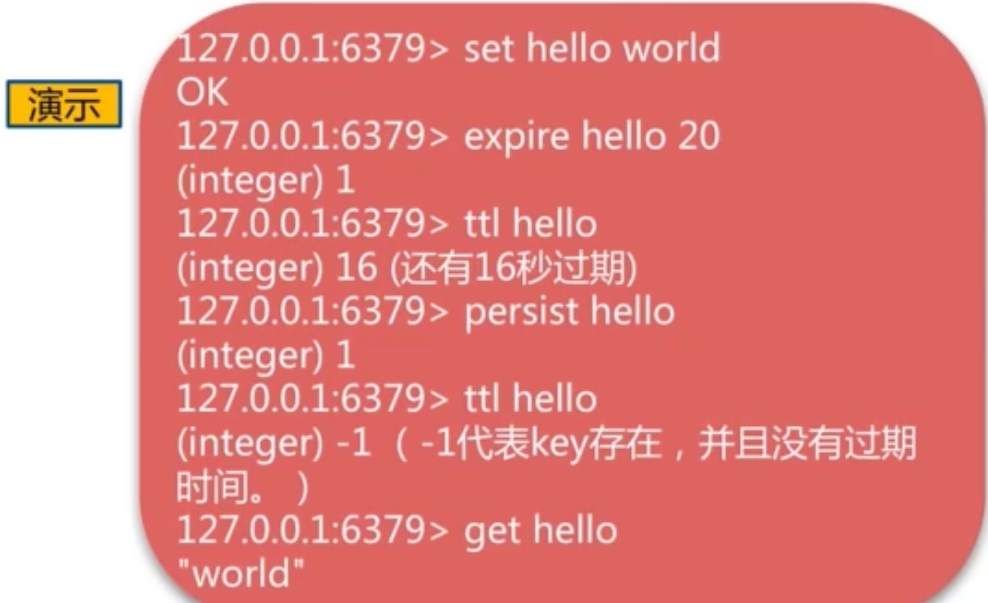 演示
127.0.0.1:6379> set hello world
OK
127.0.0.1:6379> expire hello 20
(integer) 1
127.0.0.1:6379> ttl hello
(integer) 16 (还有16秒过期)
127.0.0.1:6379> persist hello
(integer) 1
127.0.0.1:6379> ttl hello
(integer) -1（ -1代表key存在，并且没有过期
时间。）
127.0.0.1:6379> get hello
"world"